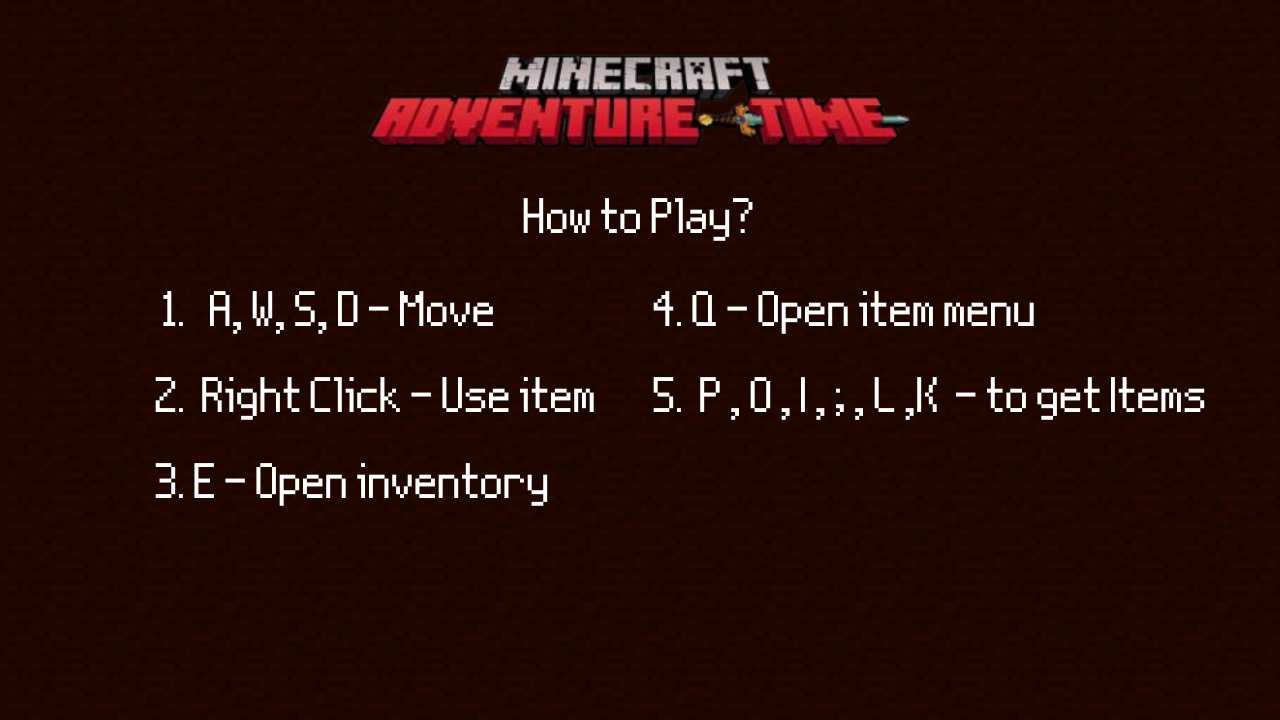 MINECRAFT
ADVENTURE TIME
How to Play?
1. A, W, S, D - Move
2. Right Click - Use item
3. E - Open inventory
4. Q - Open item menu
5. P , O , I , ; , L , K - to get Items